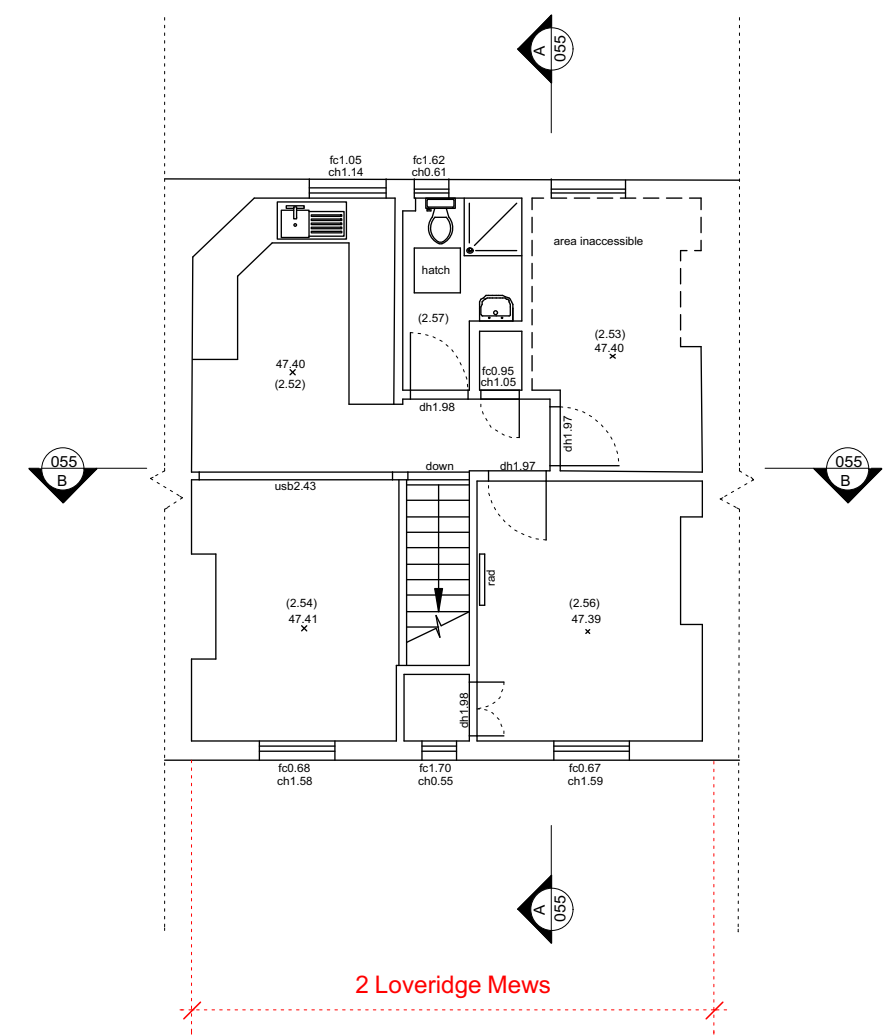 A
055
fc1.05
ch1.14
fc1.62
ch0.61
area inaccessible
hatch
(2.57)
(2.53)
47.40
47.40
(2.52)
fc0.95
ch1.05
dh1.98
dh1.97
055
B
down
dh1.97
055
B
usb2.43
rad
(2.54)
47.41
(2.56)
47.39
dh1.98
fc0.68
ch1.58
fc1.70
ch0.55
fc0.67
ch1.59
A
055
2 Loveridge Mews